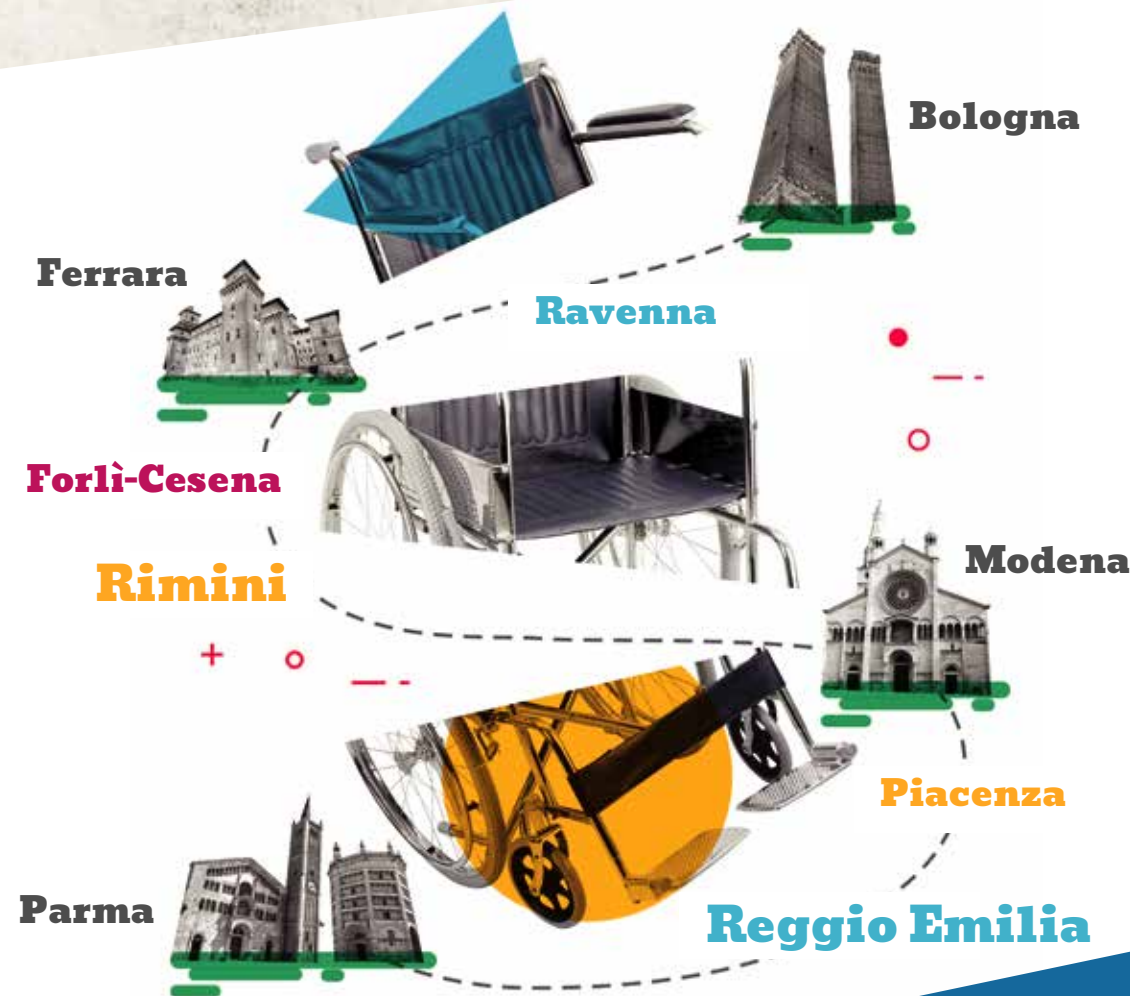 Bologna
Ferrara
Ravenna
Forlì-Cesena
Modena
Rimini
Piacenza
Parma
Reggio Emilia